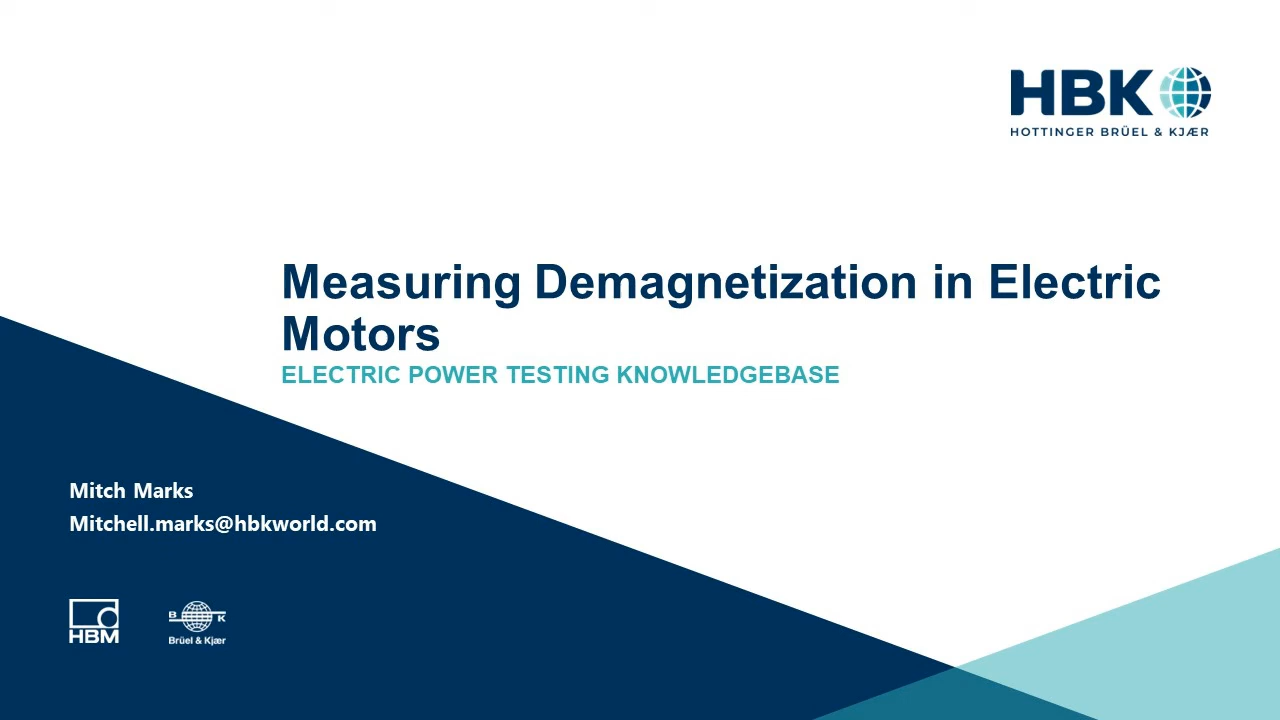 HBK
HOTTINGER BRÜEL & KJÆR
Measuring Demagnetization in Electric
Motors
ELECTRIC POWER TESTING KNOWLEDGEBASE
Mitch Marks
Mitchell.marks@hbkworld.com
HBM
B K
Brüel & Kjær